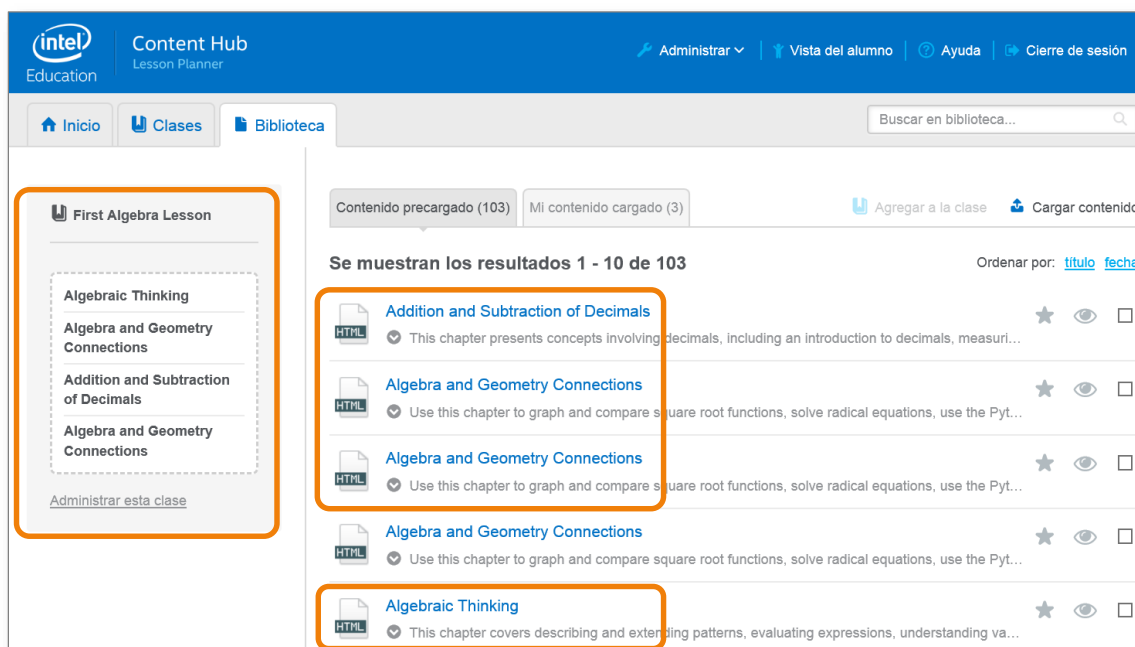 intel
Education
Content Hub
Lesson Planner
Administrar
Vista del alumno
Ayuda
Cierre de sesión
Inicio
Clases
Biblioteca
Buscar en biblioteca...
First Algebra Lesson
Algebraic Thinking
Algebra and Geometry
Connections
Addition and Subtraction
of Decimals
Algebra and Geometry
Connections
Administrar esta clase
Contenido precargado (103)
Mi contenido cargado (3)
Agregar a la clase
Cargar contenido
Se muestran los resultados 1 - 10 de 103
Ordenar por: título fecha
HTML
Addition and Subtraction of Decimals
This chapter presents concepts involving decimals, including an introduction to decimals, measuri...
HTML
Algebra and Geometry Connections
Use this chapter to graph and compare square root functions, solve radical equations, use the Pyt...
HTML
Algebra and Geometry Connections
Use this chapter to graph and compare square root functions, solve radical equations, use the Pyt...
HTML
Algebra and Geometry Connections
Use this chapter to graph and compare square root functions, solve radical equations, use the Pyt...
HTML
Algebraic Thinking
This chapter covers describing and extending patterns, evaluating expressions, understanding va...